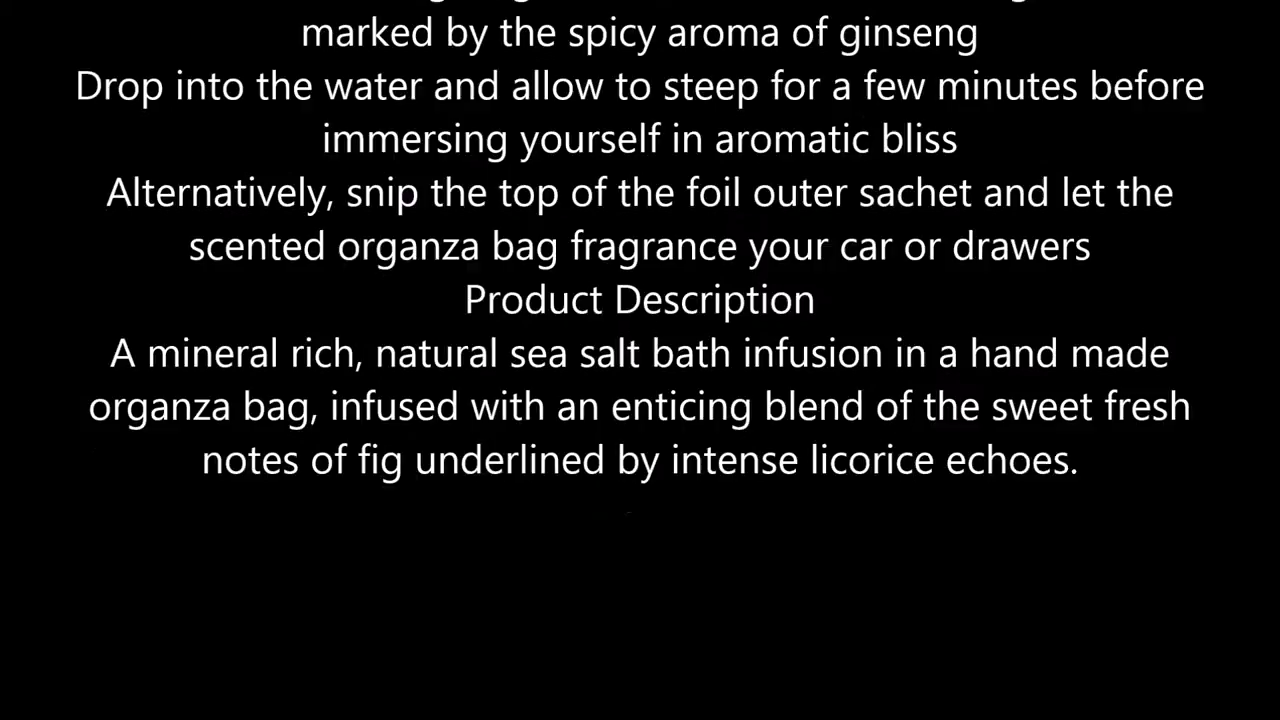 marked by the spicy aroma of ginseng
Drop into the water and allow to steep for a few minutes before
immersing yourself in aromatic bliss
Alternatively, snip the top of the foil outer sachet and let the
scented organza bag fragrance your car or drawers
Product Description
A mineral rich, natural sea salt bath infusion in a hand made
organza bag, infused with an enticing blend of the sweet fresh
notes of fig underlined by intense licorice echoes.